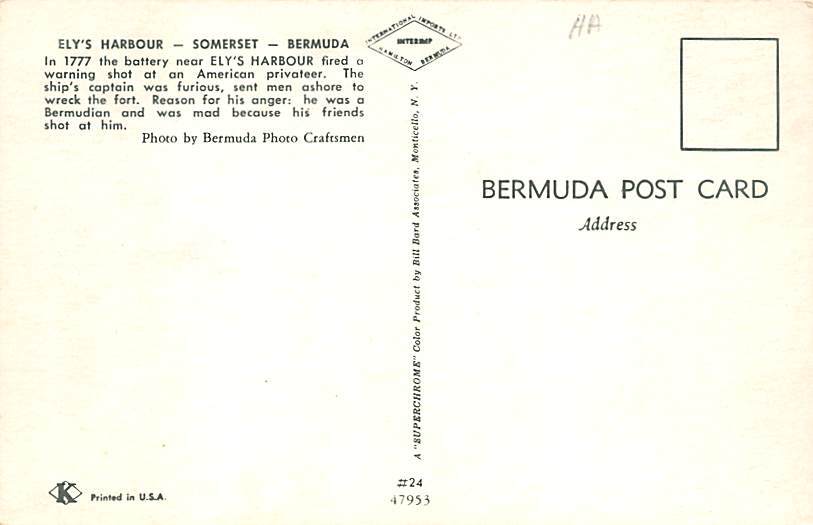 ELY'S HARBOUR — SOMERSET — BERMUDA
In 1777 the battery near ELY'S HARBOUR fired a
warning shot at an American privateer. The
ship's captain was furious, sent men ashore to
wreck the fort. Reason for his anger: he was a
Bermudian and was mad because his friends
shot at him.
Photo by Bermuda Photo Craftsmen
INTERNATIONAL IMPORTS LTD
INTERIMP
HAMILTON BERMUDA
HA
A "SUPERCHROME" Color Product by Bill Bard Associates, Monticello, N. Y.
BERMUDA POST CARD
Address
K
Printed in U.S.A.
#24
47953